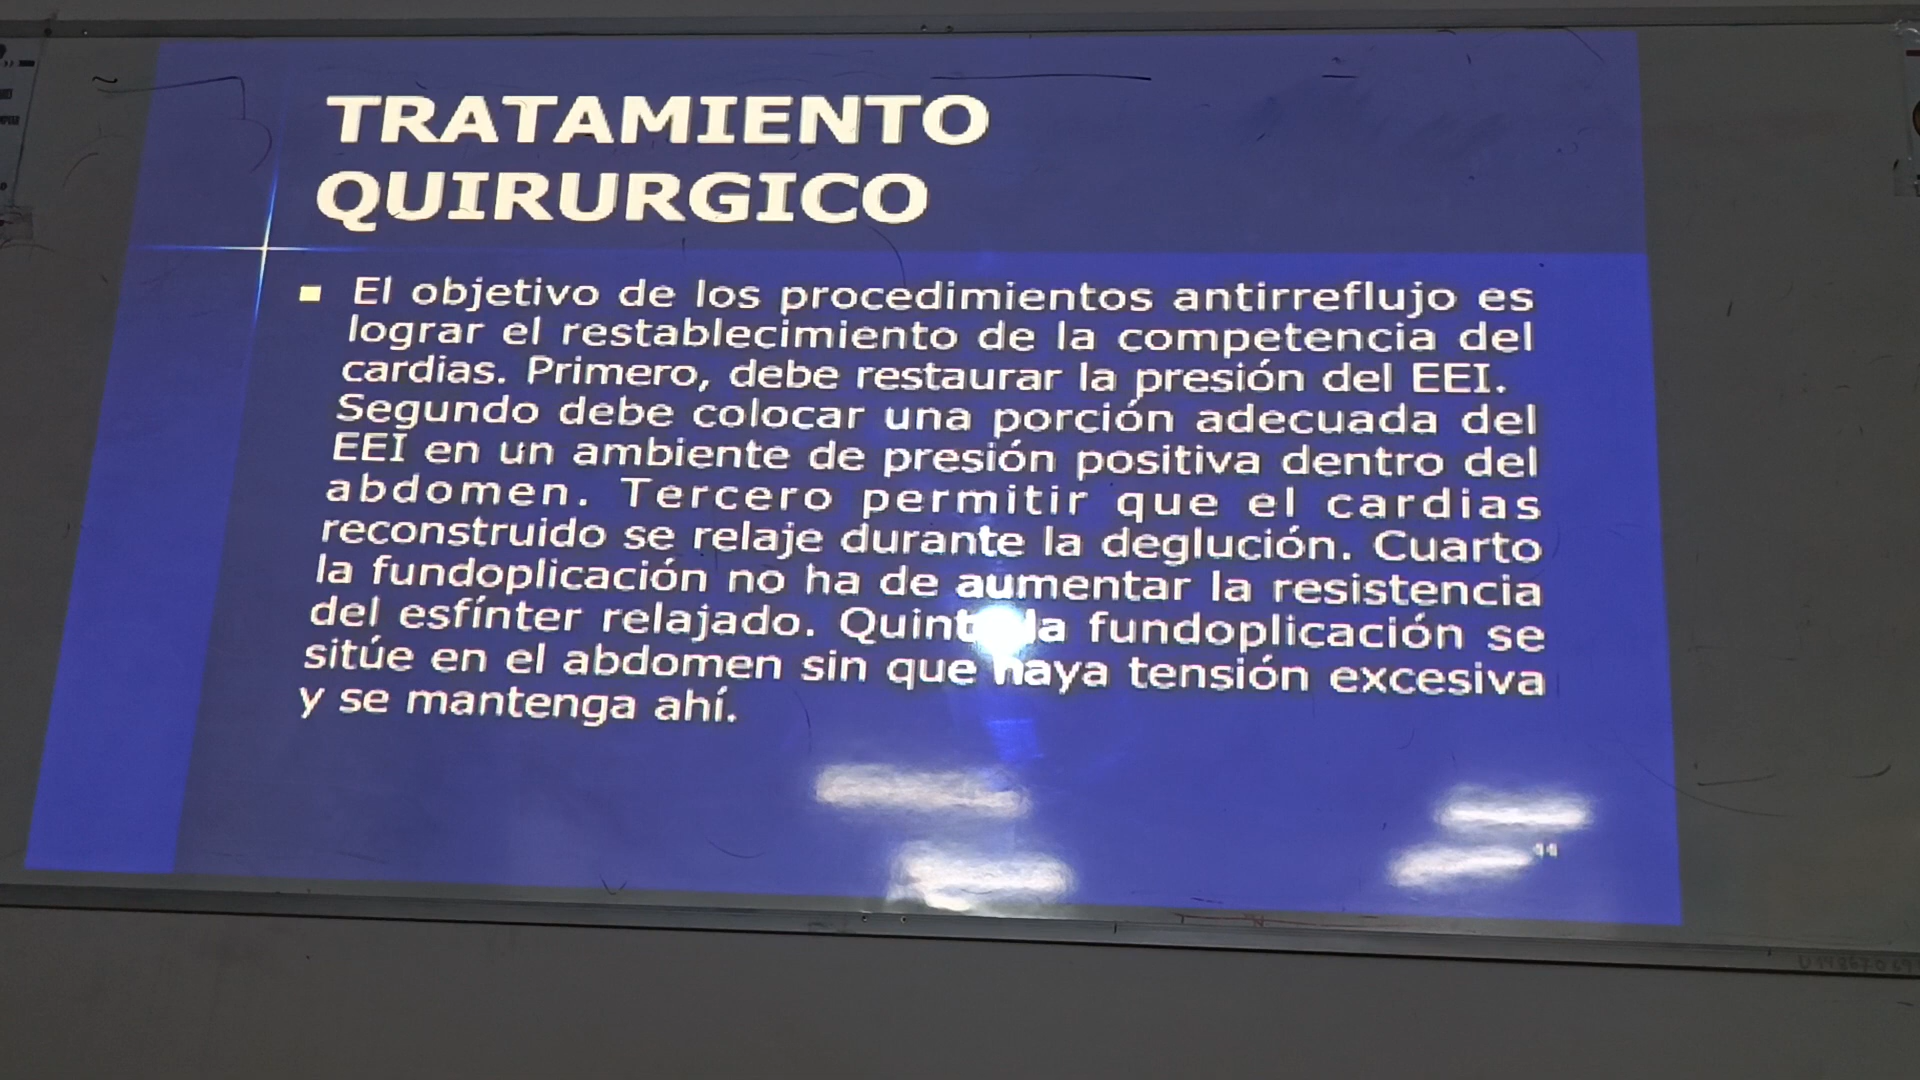 TRATAMIENTO
QUIRURGICO
El objetivo de los procedimientos antirreflujo es
lograr el restablecimiento de la competencia del
cardias. Primero, debe restaurar la presión del EEI.
Segundo debe colocar una porción adecuada del
EEI en un ambiente de presión positiva dentro del
abdomen. Tercero permitir que el cardias
reconstruido se relaje durante la deglución. Cuarto
la fundoplicación no ha de aumentar la resistencia
del esfínter relajado. Quinto la fundoplicación se
sitúe en el abdomen sin que haya tensión excesiva
y se mantenga ahí.